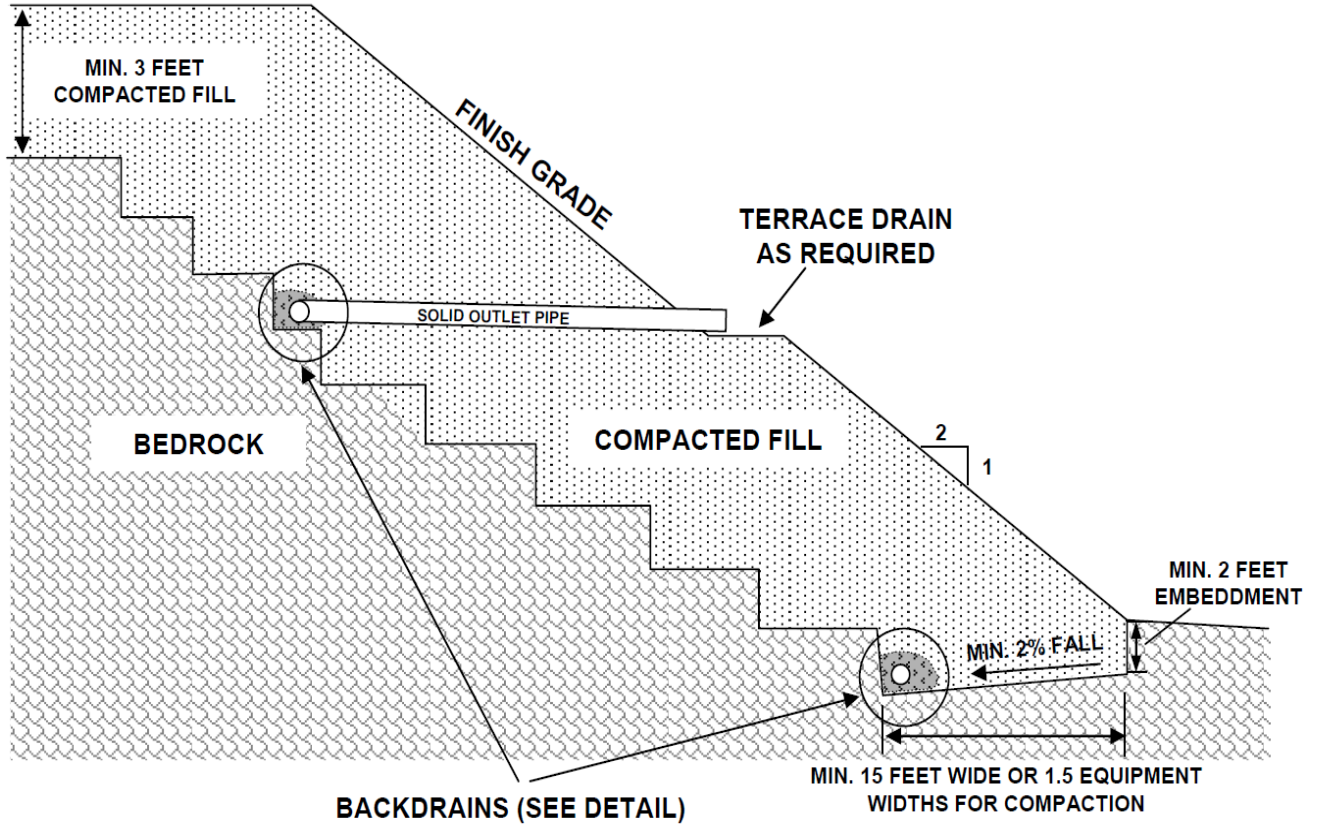 MIN. 3 FEET
COMPACTED FILL
FINISH GRADE
TERRACE DRAIN
AS REQUIRED
SOLID OUTLET PIPE
BEDROCK
COMPACTED FILL
2
1
MIN. 2 FEET
EMBEDDMENT
MIN. 2% FALL
MIN. 15 FEET WIDE OR 1.5 EQUIPMENT
WIDTHS FOR COMPACTION
BACKDRAINS (SEE DETAIL)